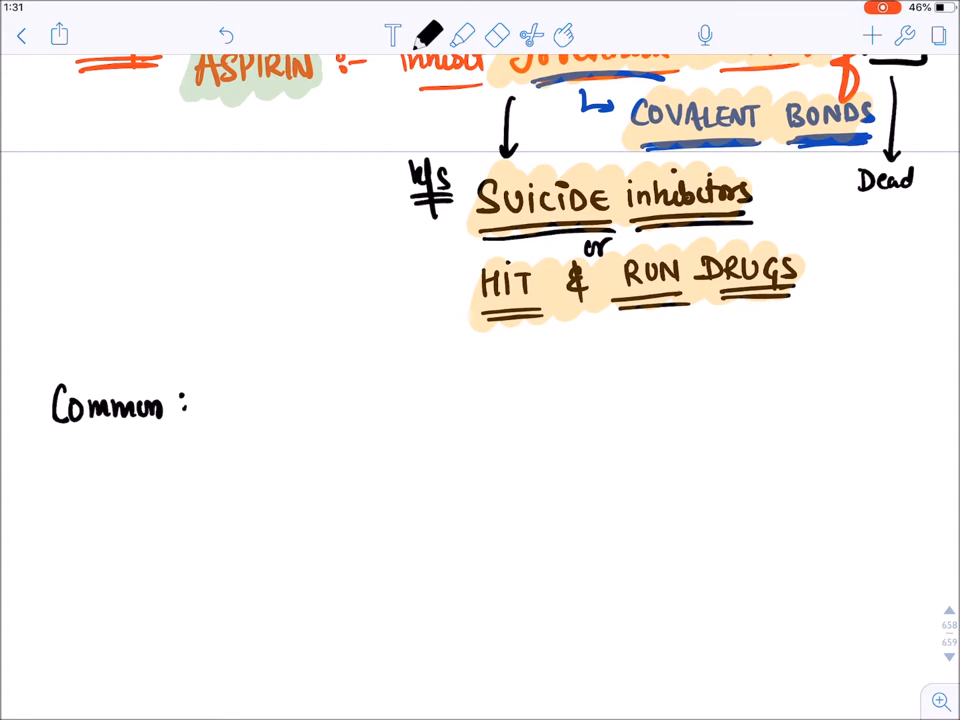 1:31 46%
T
ASPIRIN :-
COVALENT BONDS
k/s SUICIDE inhibitors Dead
or
HIT & RUN DRUGS
Common :
658
659